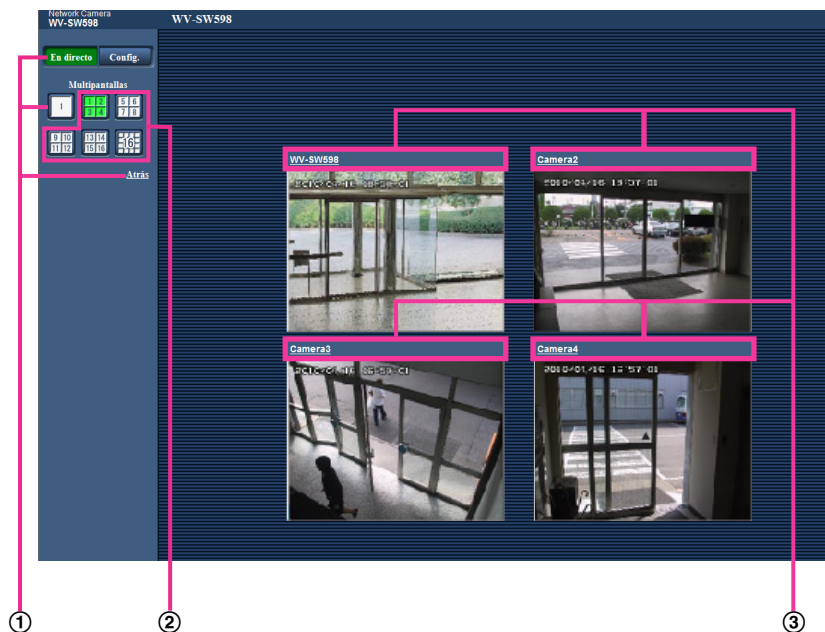 Network Camera
WV-SW598
WV-SW598
En directo Config.
Multipantallas
1
1 2
3 4
5 6
7 8
9 10
11 12
13 14
15 16
16
Atrás
WV-SW598
Camera2
Camera3
Camera4
① ② ③